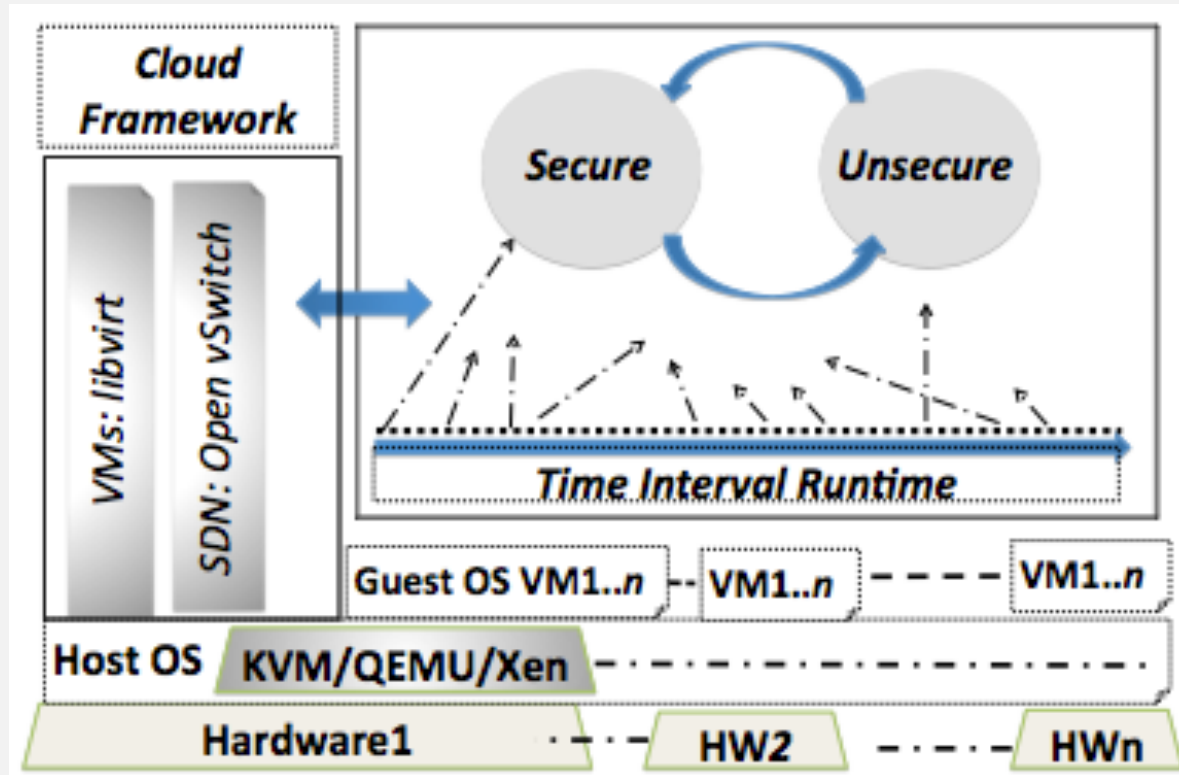 Cloud
Framework
VMs: libvirt
SDN: Open vSwitch
Secure
Unsecure
Time Interval Runtime
Guest OS VM1..n
VM1..n
VM1..n
Host OS
KVM/QEMU/Xen
Hardware1
HW2
HWn